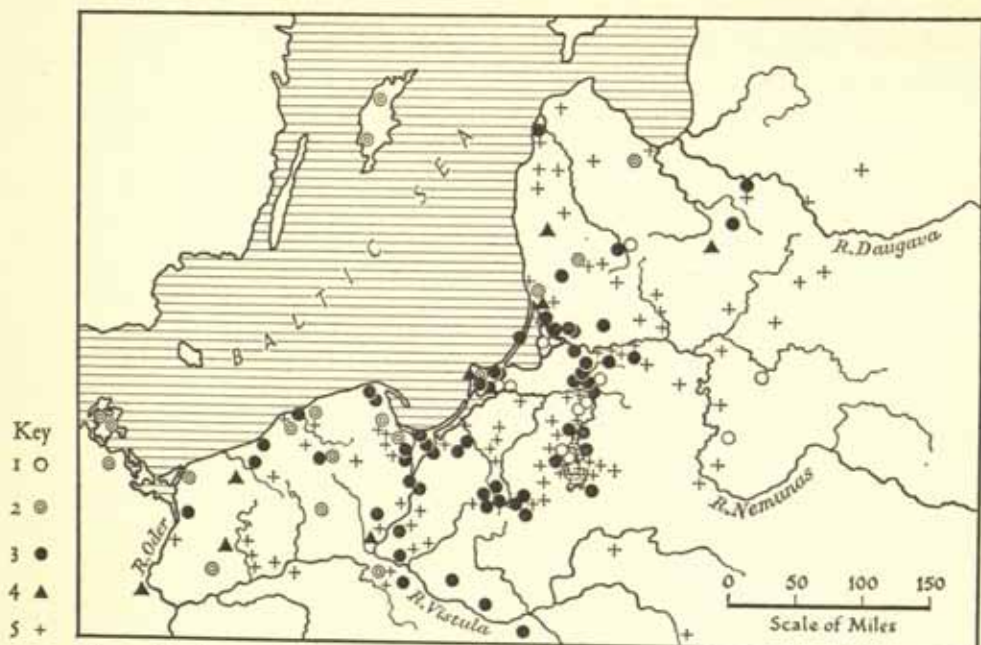 BALTIC SEA
R. Daugava
Key
1
2
3
4
5
R. Oder
R. Nemunas
R. Vistula
0 50 100 150
Scale of Miles